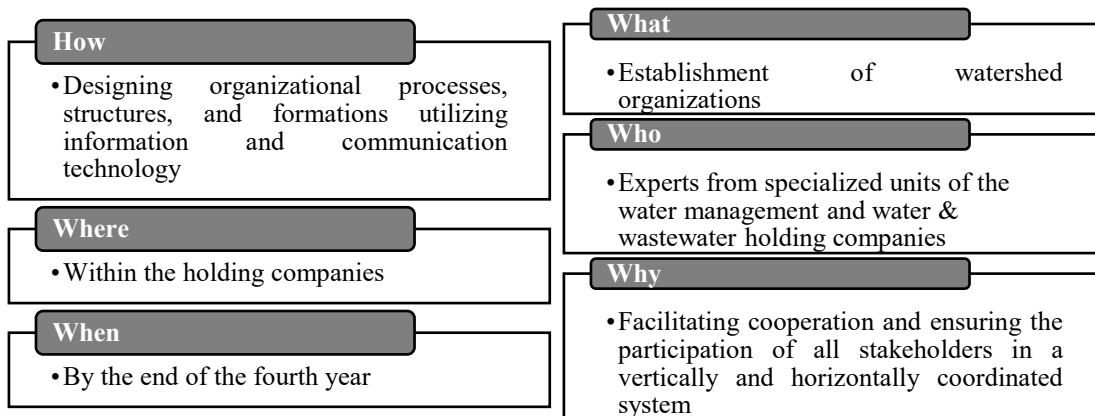 How
•Designing organizational processes,
structures, and formations utilizing
information and communication
technology
Where
•Within the holding companies
When
•By the end of the fourth year
What
•Establishment of watershed
organizations
Who
•Experts from specialized units of the
water management and water &
wastewater holding companies
Why
•Facilitating cooperation and ensuring the
participation of all stakeholders in a
vertically and horizontally coordinated
system